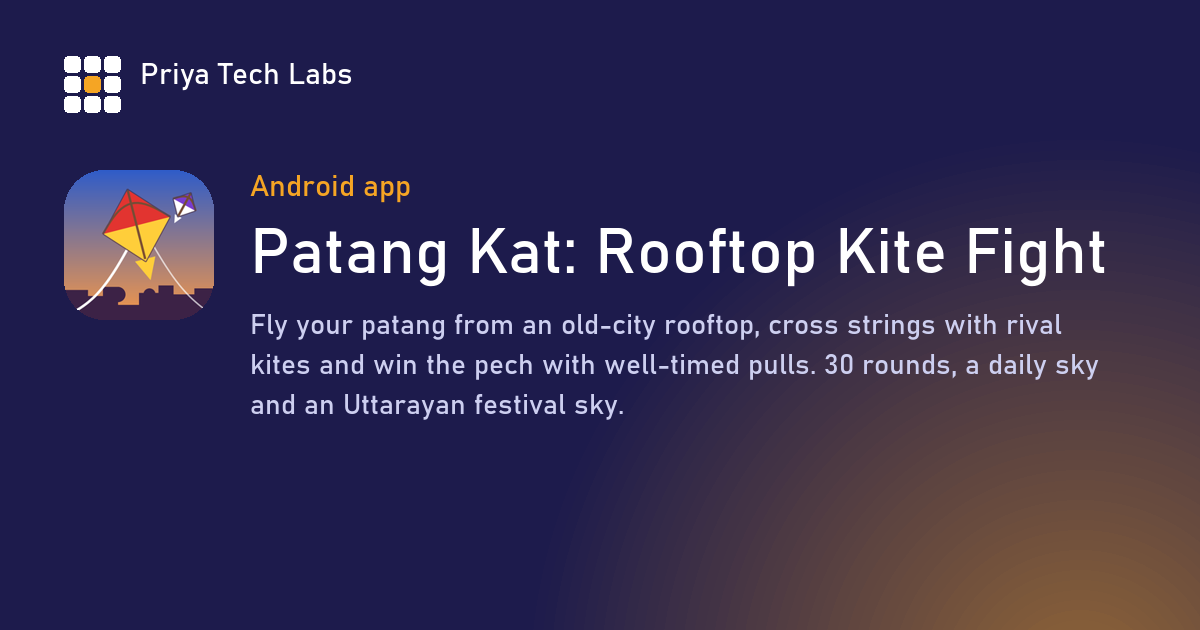 Priya Tech Labs
Android app
Patang Kat: Rooftop Kite Fight
Fly your patang from an old-city rooftop, cross strings with rival
kites and win the pech with well-timed pulls. 30 rounds, a daily sky
and an Uttarayan festival sky.